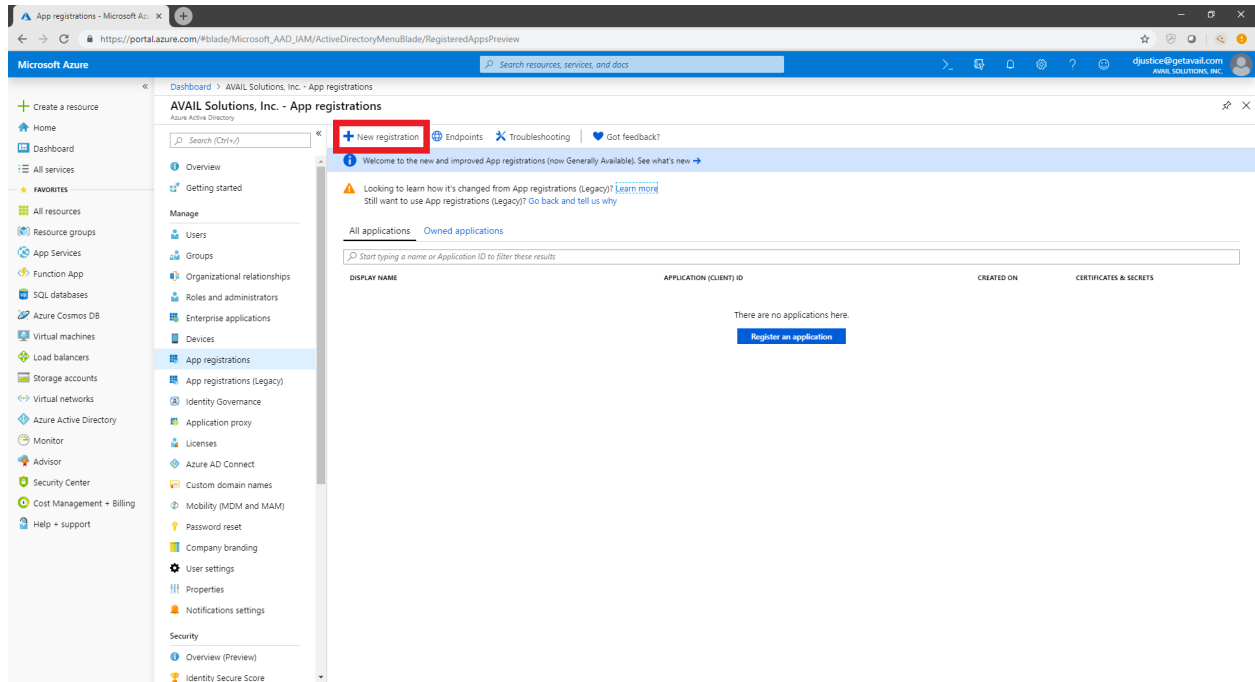 App registrations - Microsoft Azu
https://portal.azure.com/#blade/Microsoft_AAD_IAM/ActiveDirectoryMenuBlade/RegisteredAppsPreview
Microsoft Azure
Search resources, services, and docs
djustice@getavail.com
AVAIL SOLUTIONS, INC.
Create a resource
Home
Dashboard
All services
FAVORITES
All resources
Resource groups
App Services
Function App
SQL databases
Azure Cosmos DB
Virtual machines
Load balancers
Storage accounts
Virtual networks
Azure Active Directory
Monitor
Advisor
Security Center
Cost Management + Billing
Help + support
Dashboard > AVAIL Solutions, Inc. - App registrations
AVAIL Solutions, Inc. - App registrations
Azure Active Directory
Search (Ctrl+/)
Overview
Getting started
Manage
Users
Groups
Organizational relationships
Roles and administrators
Enterprise applications
Devices
App registrations
App registrations (Legacy)
Identity Governance
Application proxy
Licenses
Azure AD Connect
Custom domain names
Mobility (MDM and MAM)
Password reset
Company branding
User settings
Properties
Notifications settings
Security
Overview (Preview)
Identity Secure Score
New registration Endpoints Troubleshooting Got feedback?
Welcome to the new and improved App registrations (now Generally Available). See what's new →
Looking to learn how it's changed from App registrations (Legacy)? Learn more
Still want to use App registrations (Legacy)? Go back and tell us why
All applications Owned applications
Start typing a name or Application ID to filter these results
DISPLAY NAME APPLICATION (CLIENT) ID CREATED ON CERTIFICATES & SECRETS
There are no applications here.
Register an application